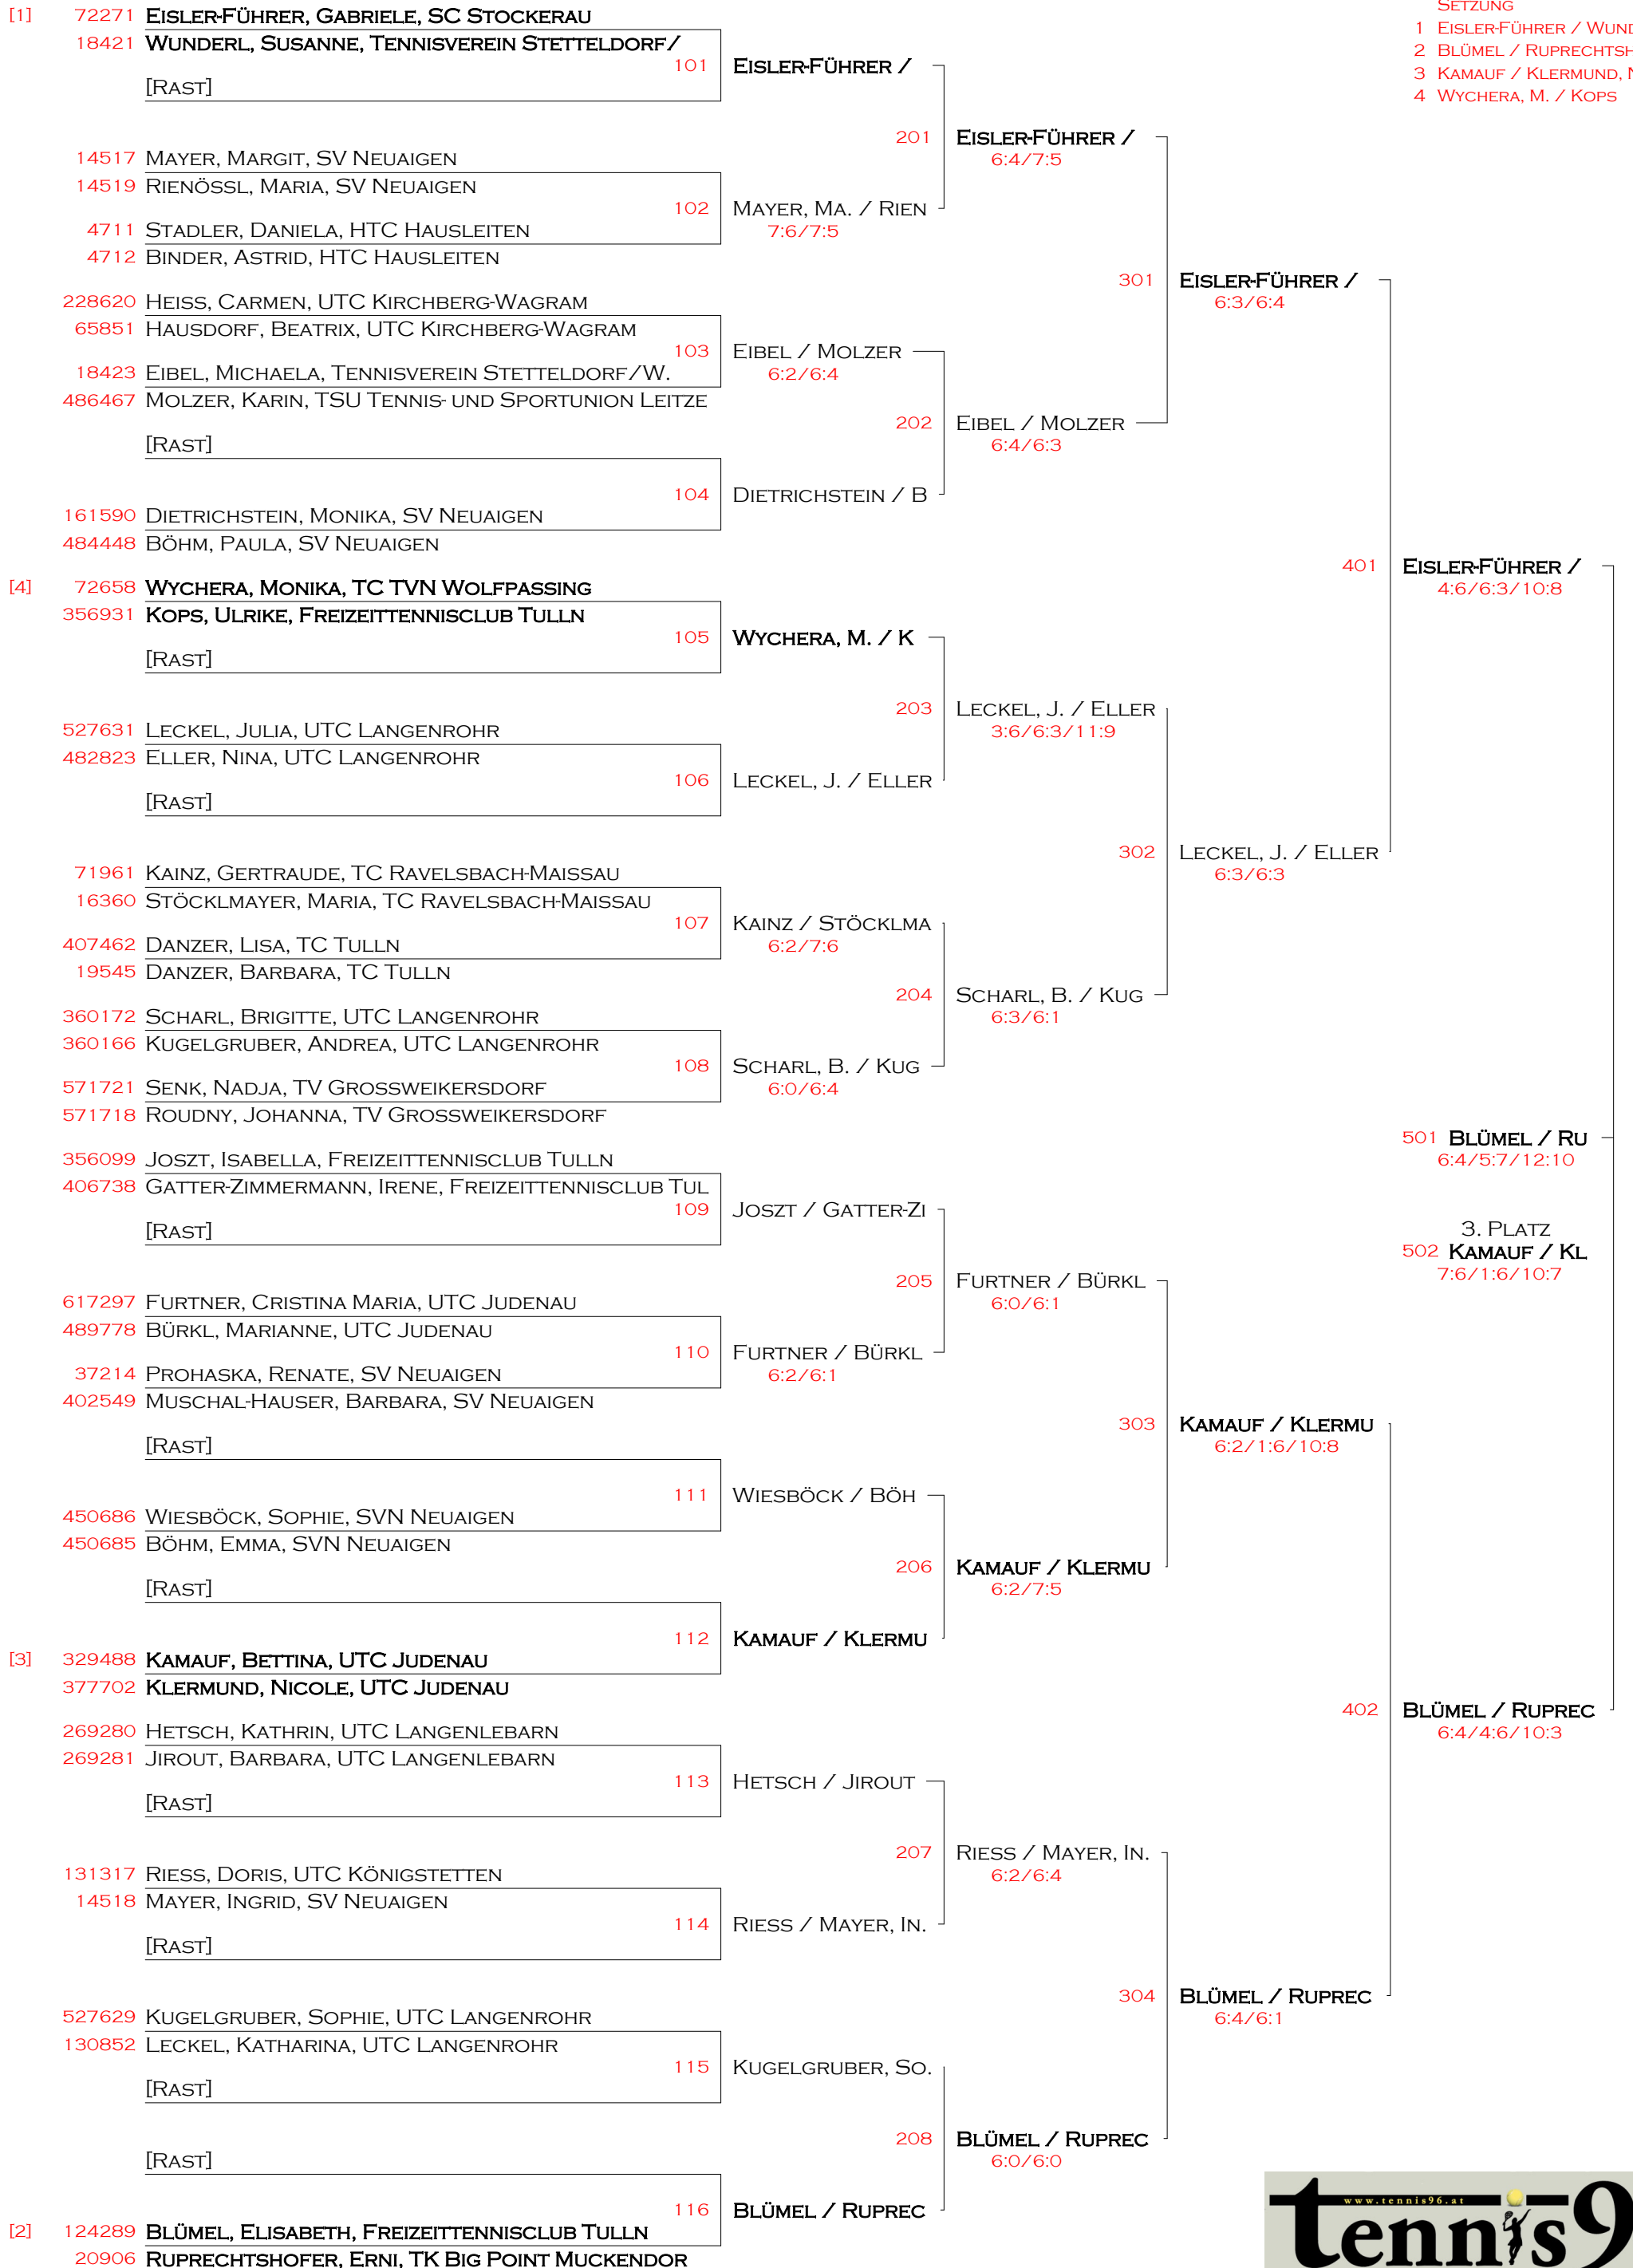 SETZUNG
1 EISLER-FÜHRER / WUND
2 BLÜMEL / RUPRECHTSH
3 KAMAUF / KLERMUND, N
4 WYCHERA, M. / KOPS
[1] 72271 EISLER-FÜHRER, GABRIELE, SC STOCKERAU
18421 WUNDERL, SUSANNE, TENNISVEREIN STETTELDORF/
101 EISLER-FÜHRER /
[RAST]
201 EISLER-FÜHRER /
6:4/7:5
14517 MAYER, MARGIT, SV NEUAIGEN
14519 RIENÖSSL, MARIA, SV NEUAIGEN
102 MAYER, MA. / RIEN
7:6/7:5
4711 STADLER, DANIELA, HTC HAUSLEITEN
4712 BINDER, ASTRID, HTC HAUSLEITEN
301 EISLER-FÜHRER /
6:3/6:4
228620 HEISS, CARMEN, UTC KIRCHBERG-WAGRAM
65851 HAUSDORF, BEATRIX, UTC KIRCHBERG-WAGRAM
103 EIBEL / MOLZER
6:2/6:4
18423 EIBEL, MICHAELA, TENNISVEREIN STETTELDORF/W.
486467 MOLZER, KARIN, TSU TENNIS- UND SPORTUNION LEITZE
202 EIBEL / MOLZER
6:4/6:3
[RAST]
104 DIETRICHSTEIN / B
161590 DIETRICHSTEIN, MONIKA, SV NEUAIGEN
484448 BÖHM, PAULA, SV NEUAIGEN
401 EISLER-FÜHRER /
4:6/6:3/10:8
[4] 72658 WYCHERA, MONIKA, TC TVN WOLFPASSING
356931 KOPS, ULRIKE, FREIZEITTENNISCLUB TULLN
105 WYCHERA, M. / K
[RAST]
203 LECKEL, J. / ELLER
3:6/6:3/11:9
527631 LECKEL, JULIA, UTC LANGENROHR
482823 ELLER, NINA, UTC LANGENROHR
106 LECKEL, J. / ELLER
[RAST]
302 LECKEL, J. / ELLER
6:3/6:3
71961 KAINZ, GERTRAUDE, TC RAVELSBACH-MAISSAU
16360 STÖCKLMAYER, MARIA, TC RAVELSBACH-MAISSAU
107 KAINZ / STÖCKLMA
6:2/7:6
407462 DANZER, LISA, TC TULLN
19545 DANZER, BARBARA, TC TULLN
204 SCHARL, B. / KUG
6:3/6:1
360172 SCHARL, BRIGITTE, UTC LANGENROHR
360166 KUGELGRUBER, ANDREA, UTC LANGENROHR
108 SCHARL, B. / KUG
6:0/6:4
571721 SENK, NADJA, TV GROSSWEIKERSDORF
571718 ROUDNY, JOHANNA, TV GROSSWEIKERSDORF
501 BLÜMEL / RU
6:4/5:7/12:10
356099 JOSZT, ISABELLA, FREIZEITTENNISCLUB TULLN
406738 GATTER-ZIMMERMANN, IRENE, FREIZEITTENNISCLUB TUL
109 JOSZT / GATTER-ZI
[RAST]
3. PLATZ
502 KAMAUF / KL
7:6/1:6/10:7
205 FURTNER / BÜRKL
6:0/6:1
617297 FURTNER, CRISTINA MARIA, UTC JUDENAU
489778 BÜRKL, MARIANNE, UTC JUDENAU
110 FURTNER / BÜRKL
6:2/6:1
37214 PROHASKA, RENATE, SV NEUAIGEN
402549 MUSCHAL-HAUSER, BARBARA, SV NEUAIGEN
303 KAMAUF / KLERMU
6:2/1:6/10:8
[RAST]
111 WIESBÖCK / BÖH
450686 WIESBÖCK, SOPHIE, SVN NEUAIGEN
450685 BÖHM, EMMA, SVN NEUAIGEN
206 KAMAUF / KLERMU
6:2/7:5
[RAST]
112 KAMAUF / KLERMU
[3] 329488 KAMAUF, BETTINA, UTC JUDENAU
377702 KLERMUND, NICOLE, UTC JUDENAU
402 BLÜMEL / RUPREC
6:4/4:6/10:3
269280 HETSCH, KATHRIN, UTC LANGENLEBARN
269281 JIROUT, BARBARA, UTC LANGENLEBARN
113 HETSCH / JIROUT
[RAST]
207 RIESS / MAYER, IN.
6:2/6:4
131317 RIESS, DORIS, UTC KÖNIGSTETTEN
14518 MAYER, INGRID, SV NEUAIGEN
114 RIESS / MAYER, IN.
[RAST]
304 BLÜMEL / RUPREC
6:4/6:1
527629 KUGELGRUBER, SOPHIE, UTC LANGENROHR
130852 LECKEL, KATHARINA, UTC LANGENROHR
115 KUGELGRUBER, SO.
[RAST]
208 BLÜMEL / RUPREC
6:0/6:0
[RAST]
116 BLÜMEL / RUPREC
[2] 124289 BLÜMEL, ELISABETH, FREIZEITTENNISCLUB TULLN
20906 RUPRECHTSHOFER, ERNI, TK BIG POINT MUCKENDOR
www.tennis96.at
tennis9